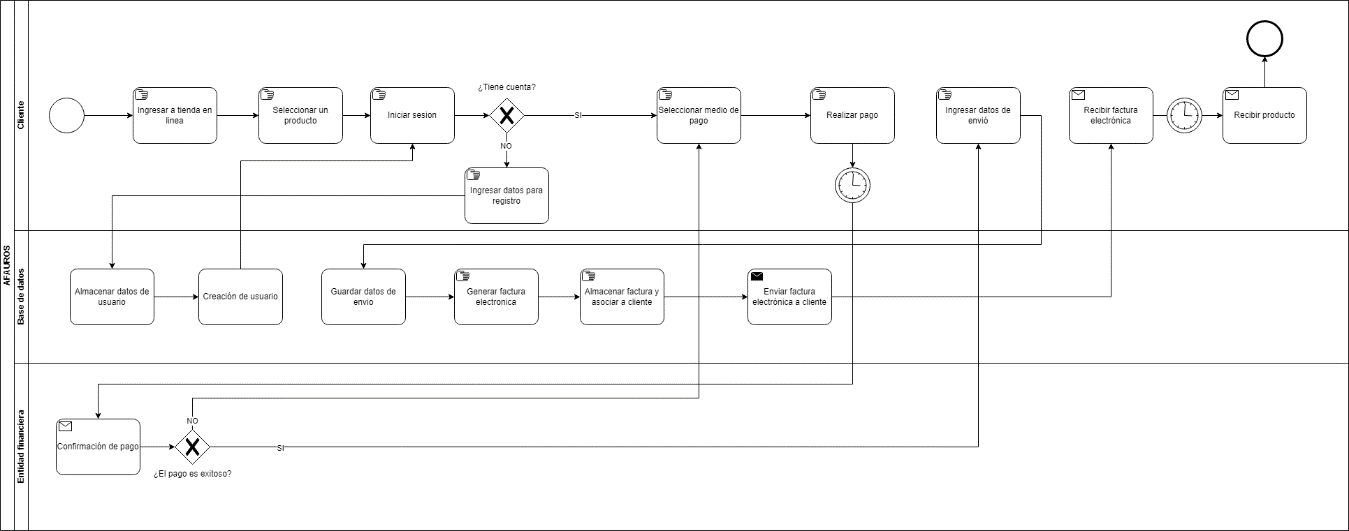 AFAUROS
Cliente
Ingresar a tienda en
linea
Seleccionar un
producto
Iniciar sesion
¿Tiene cuenta?
SI
NO
Ingresar datos para
registro
Seleccionar medio de
pago
Realizar pago
Ingresar datos de
envió
Recibir factura
electrónica
Recibir producto
Base de datos
Almacenar datos de
usuario
Creación de usuario
Guardar datos de
envio
Generar factura
electronica
Almacenar factura y
asociar a cliente
Enviar factura
electrónica a cliente
Entidad financiera
Confirmación de pago
NO
SI
¿El pago es exitoso?